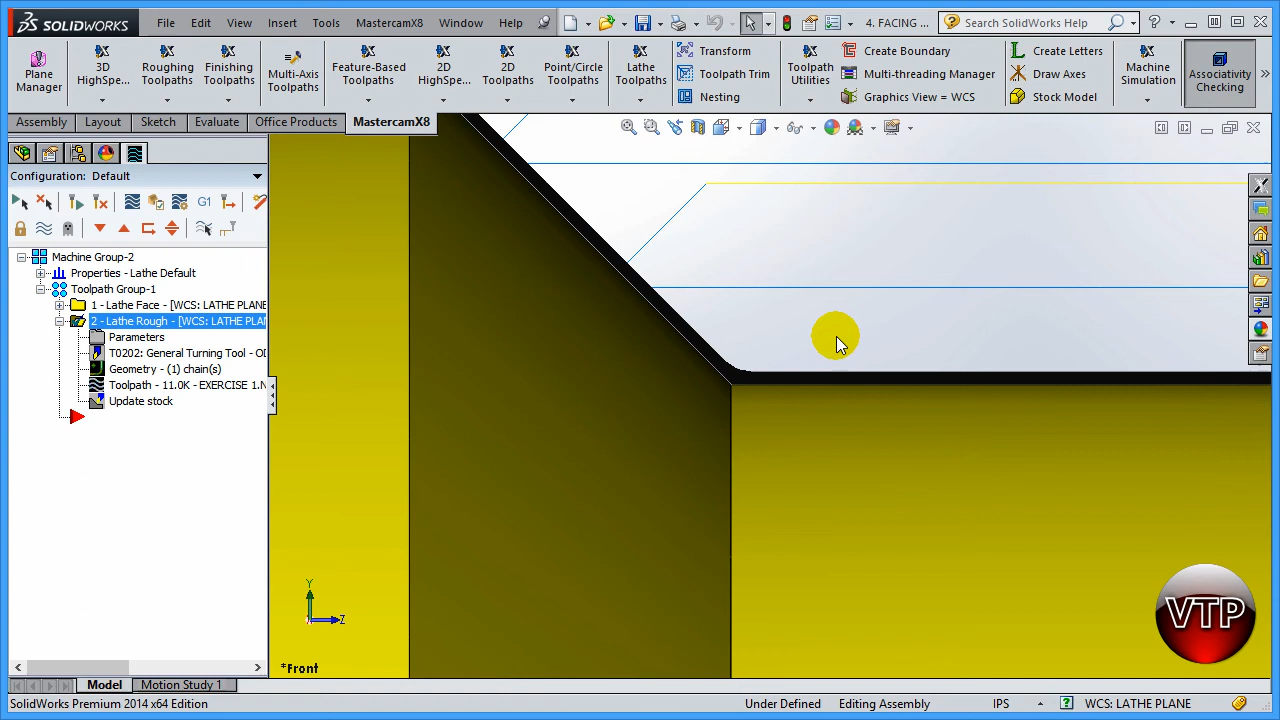 SOLIDWORKS File Edit View Insert Tools MastercamX8 Window Help 4. FACING ... Search SolidWorks Help
Plane Manager
3D HighSpe...
Roughing Toolpaths
Finishing Toolpaths
Multi-Axis Toolpaths
Feature-Based Toolpaths
2D HighSpe...
2D Toolpaths
Point/Circle Toolpaths
Lathe Toolpaths
Transform
Toolpath Trim
Nesting
Toolpath Utilities
Create Boundary
Multi-threading Manager
Graphics View = WCS
Create Letters
Draw Axes
Stock Model
Machine Simulation
Associativity Checking
Assembly Layout Sketch Evaluate Office Products MastercamX8
Configuration: Default
G1
Machine Group-2
Properties - Lathe Default
Toolpath Group-1
1 - Lathe Face - [WCS: LATHE PLANE
2 - Lathe Rough - [WCS: LATHE PLAN
Parameters
T0202: General Turning Tool - OD
Geometry - (1) chain(s)
Toolpath - 11.0K - EXERCISE 1.N
Update stock
Y
Z
*Front
VTP
Model Motion Study 1
SolidWorks Premium 2014 x64 Edition Under Defined Editing Assembly IPS WCS: LATHE PLANE